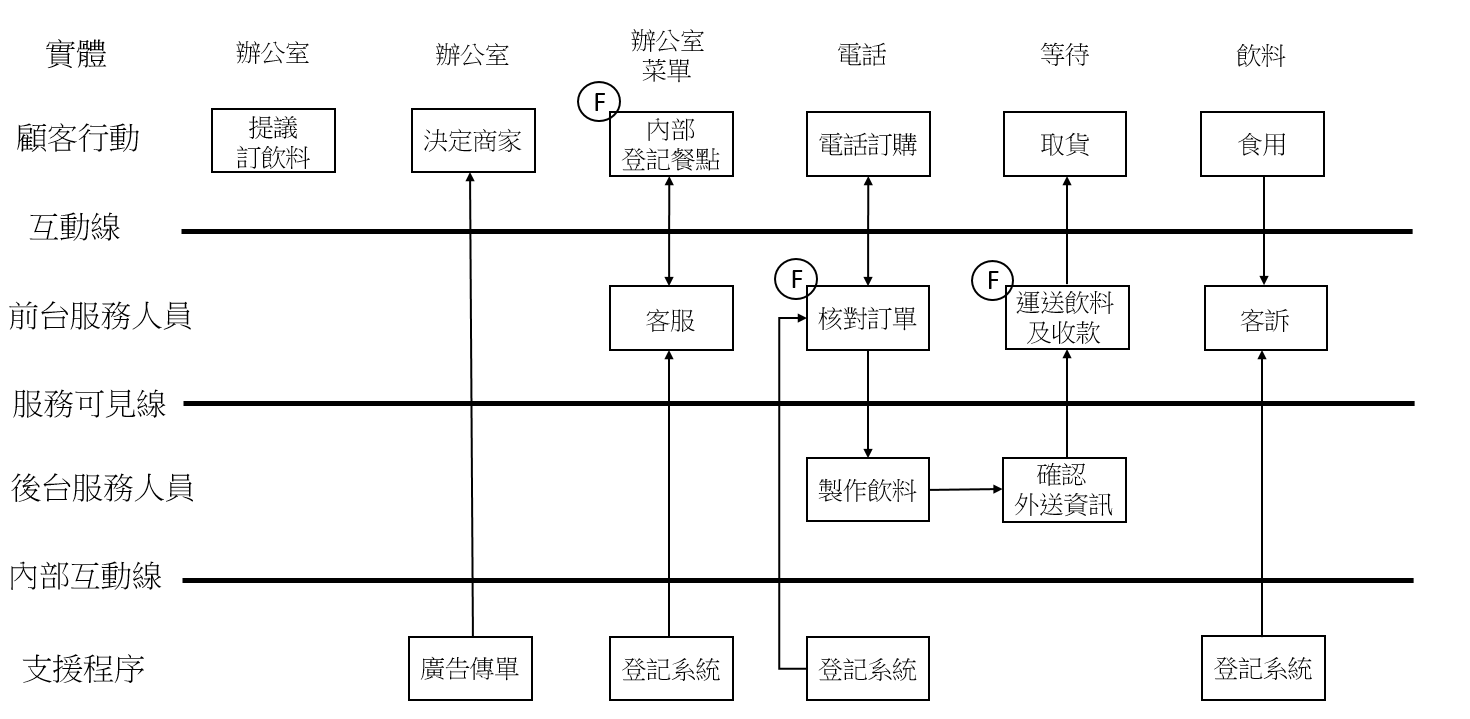 實體
辦公室
辦公室
辦公室
菜單
電話
等待
飲料
顧客行動
提議
訂飲料
決定商家
F
內部
登記餐點
電話訂購
取貨
食用
互動線
前台服務人員
客服
F
核對訂單
F
運送飲料
及收款
客訴
服務可見線
後台服務人員
製作飲料
確認
外送資訊
內部互動線
支援程序
廣告傳單
登記系統
登記系統
登記系統